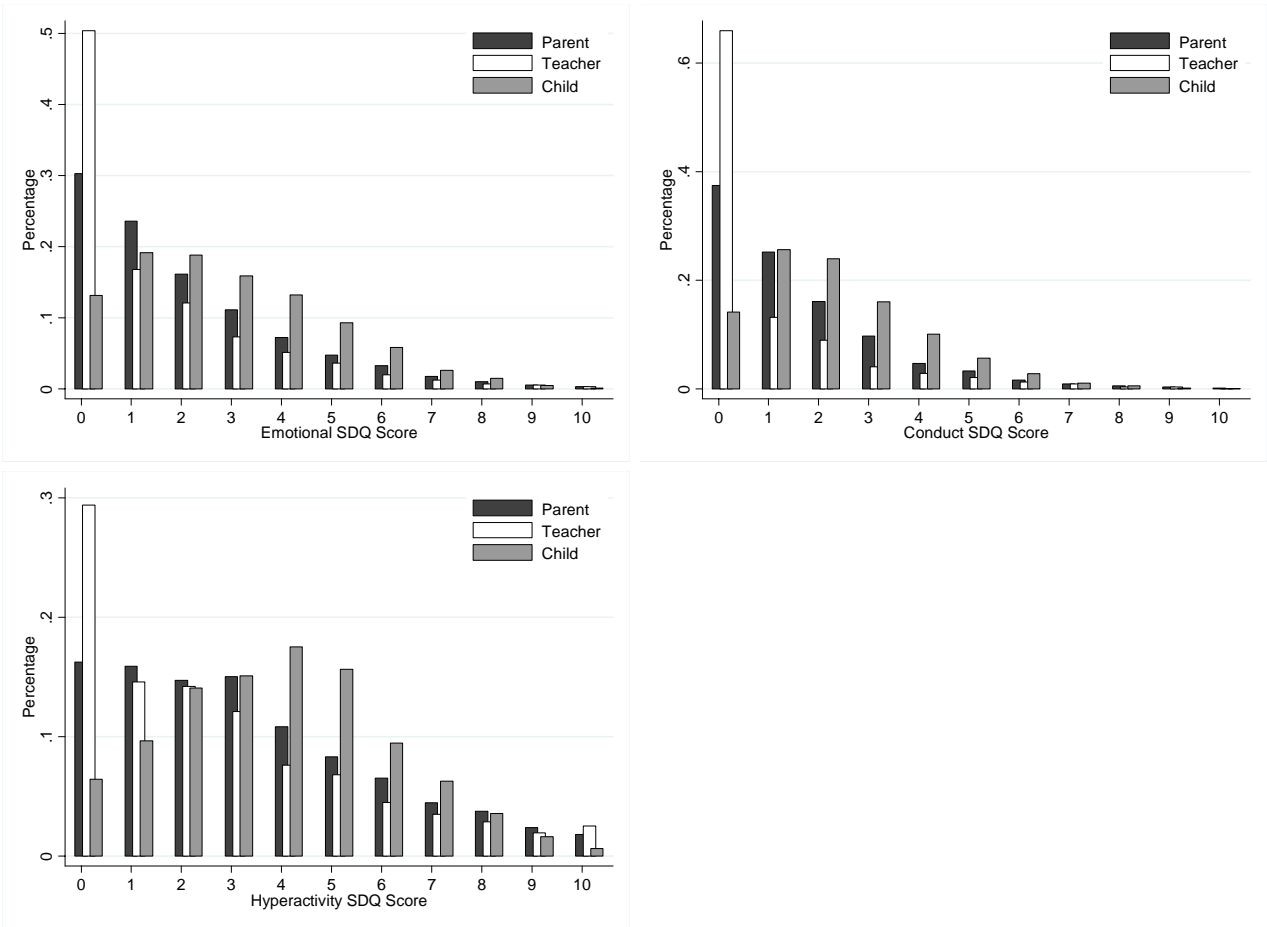 Percentage
.5
.4
.3
.2
.1
0
Parent
Teacher
Child
0 1 2 3 4 5 6 7 8 9 10
Emotional SDQ Score
Percentage
.6
.4
.2
0
Parent
Teacher
Child
0 1 2 3 4 5 6 7 8 9 10
Conduct SDQ Score
Percentage
.3
.2
.1
0
Parent
Teacher
Child
0 1 2 3 4 5 6 7 8 9 10
Hyperactivity SDQ Score